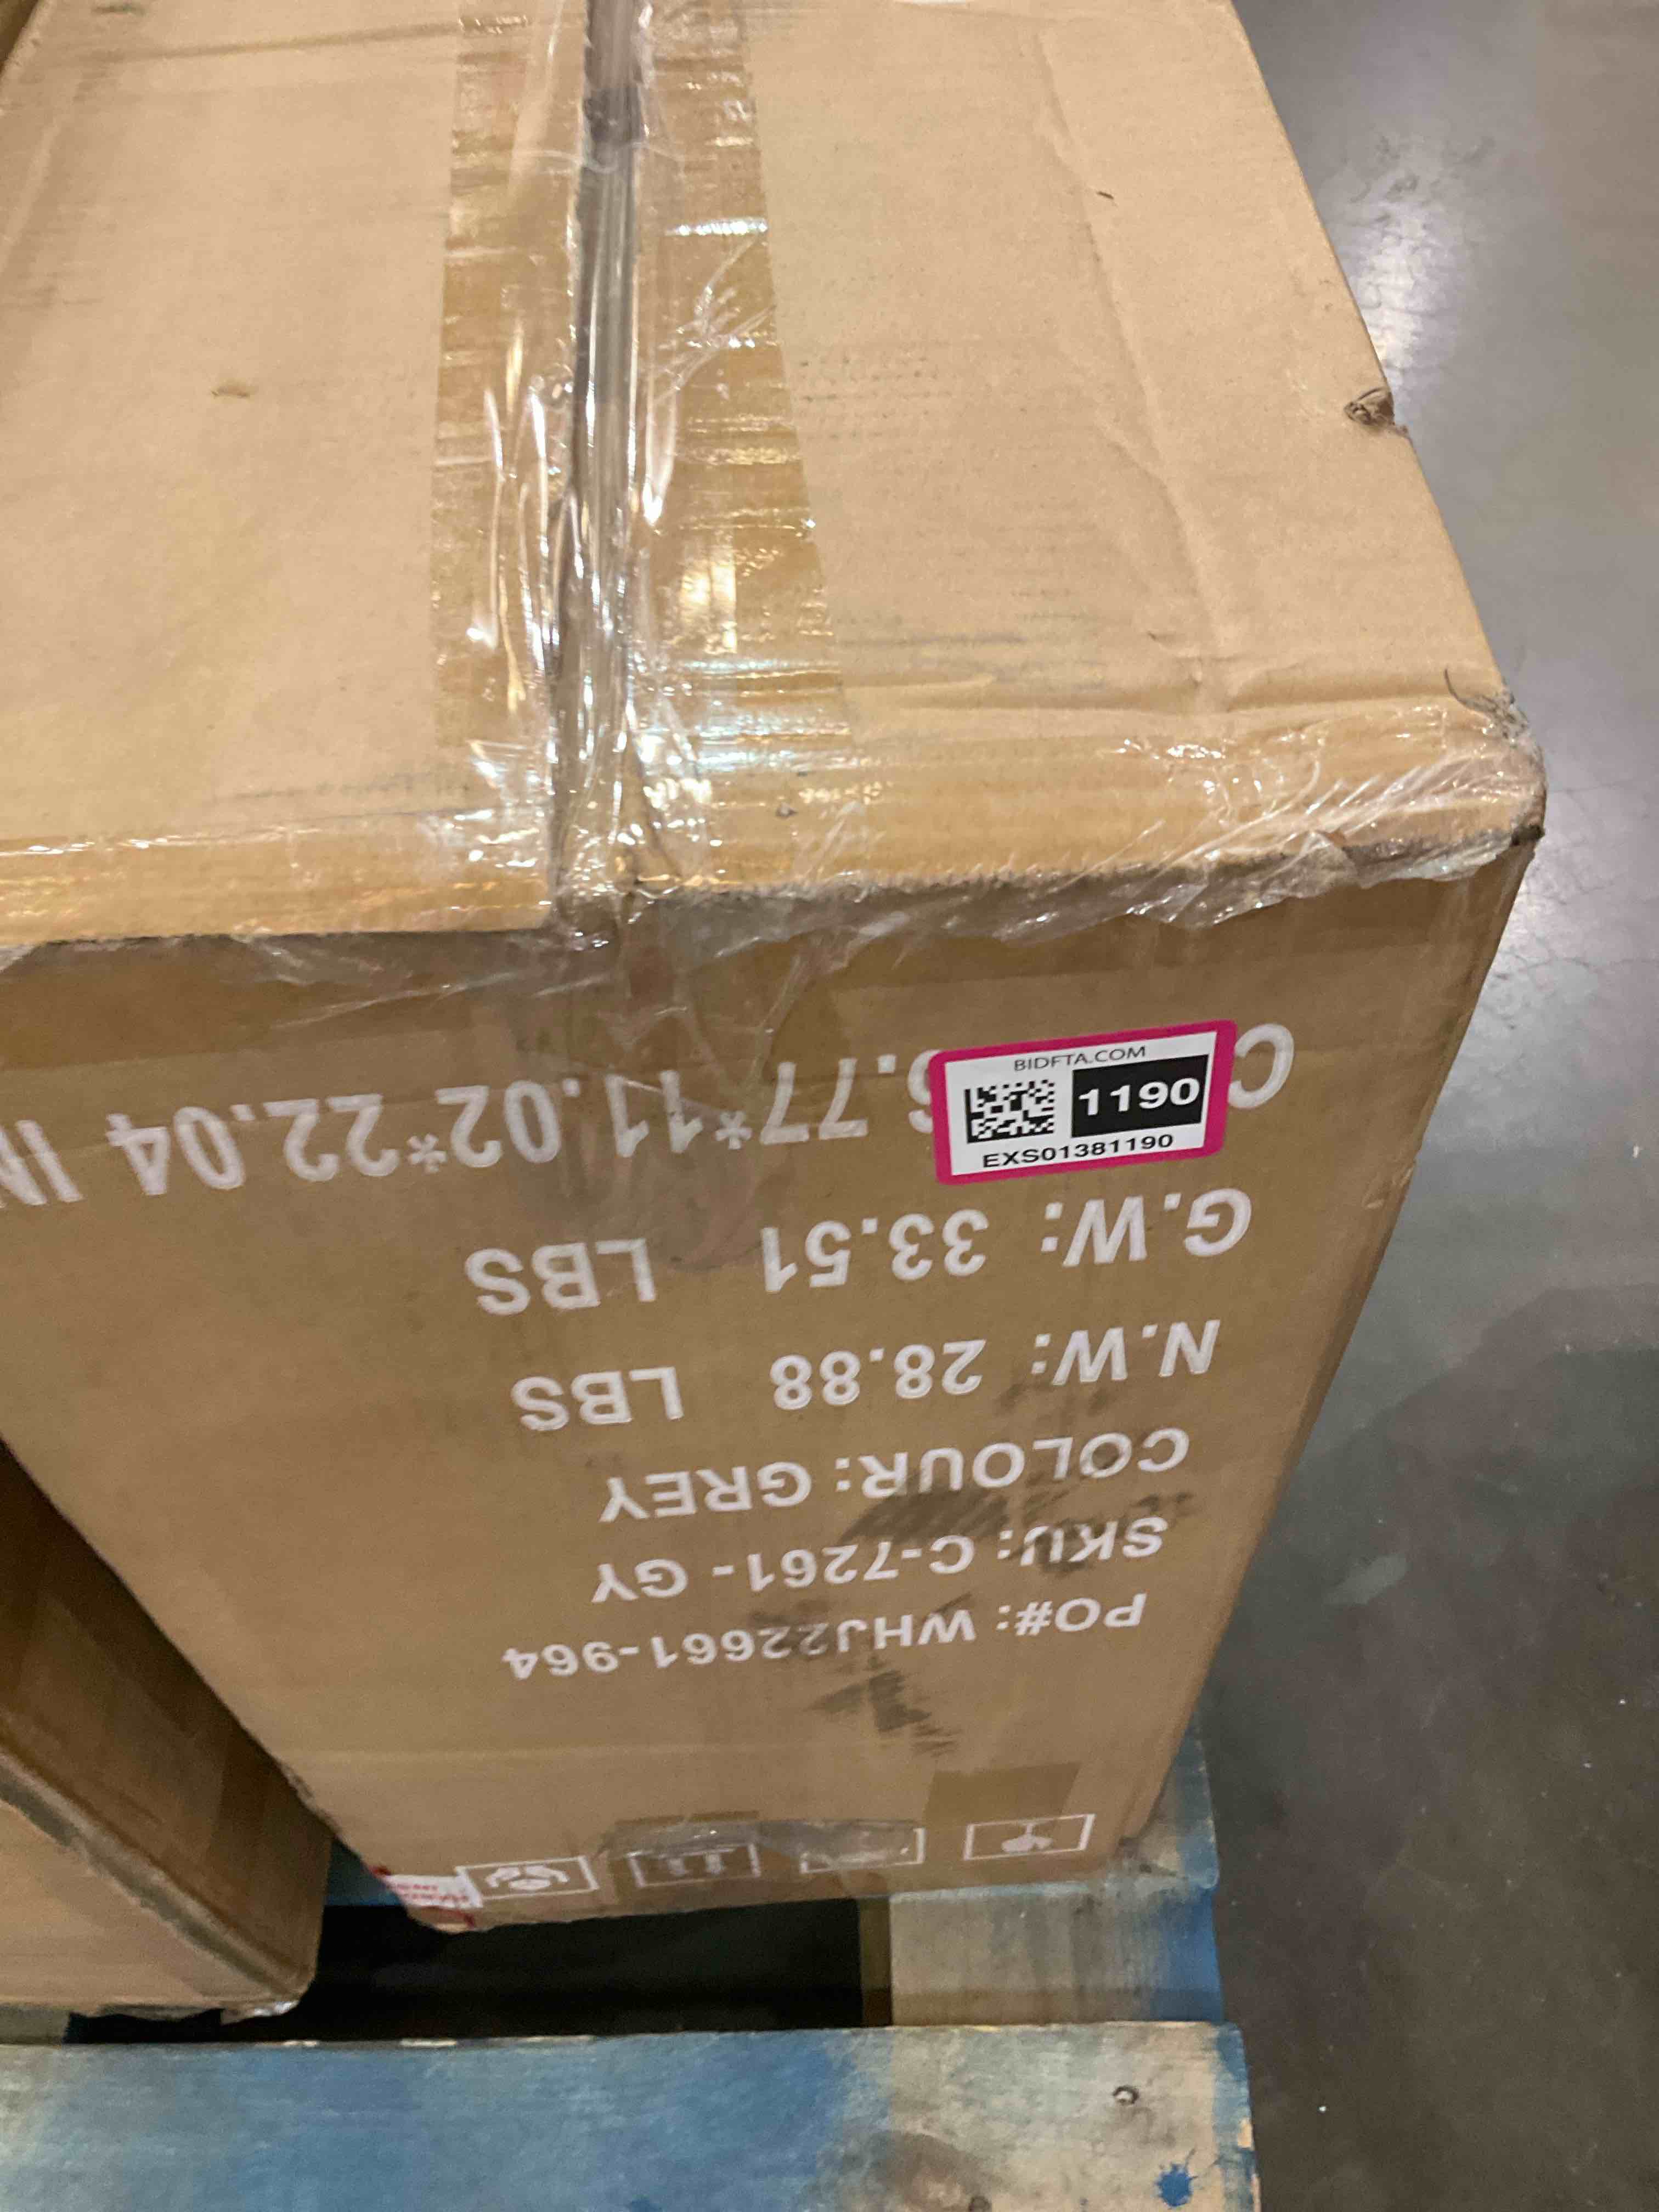 PO#: WHJ22661-964
SKU: C-7261- GY
COLOUR: GREY
N.W: 28.88 LBS
G.W: 33.51 LBS
.77*11.02*22.04 IN
BIDFTA.COM
1190
EXS01381190